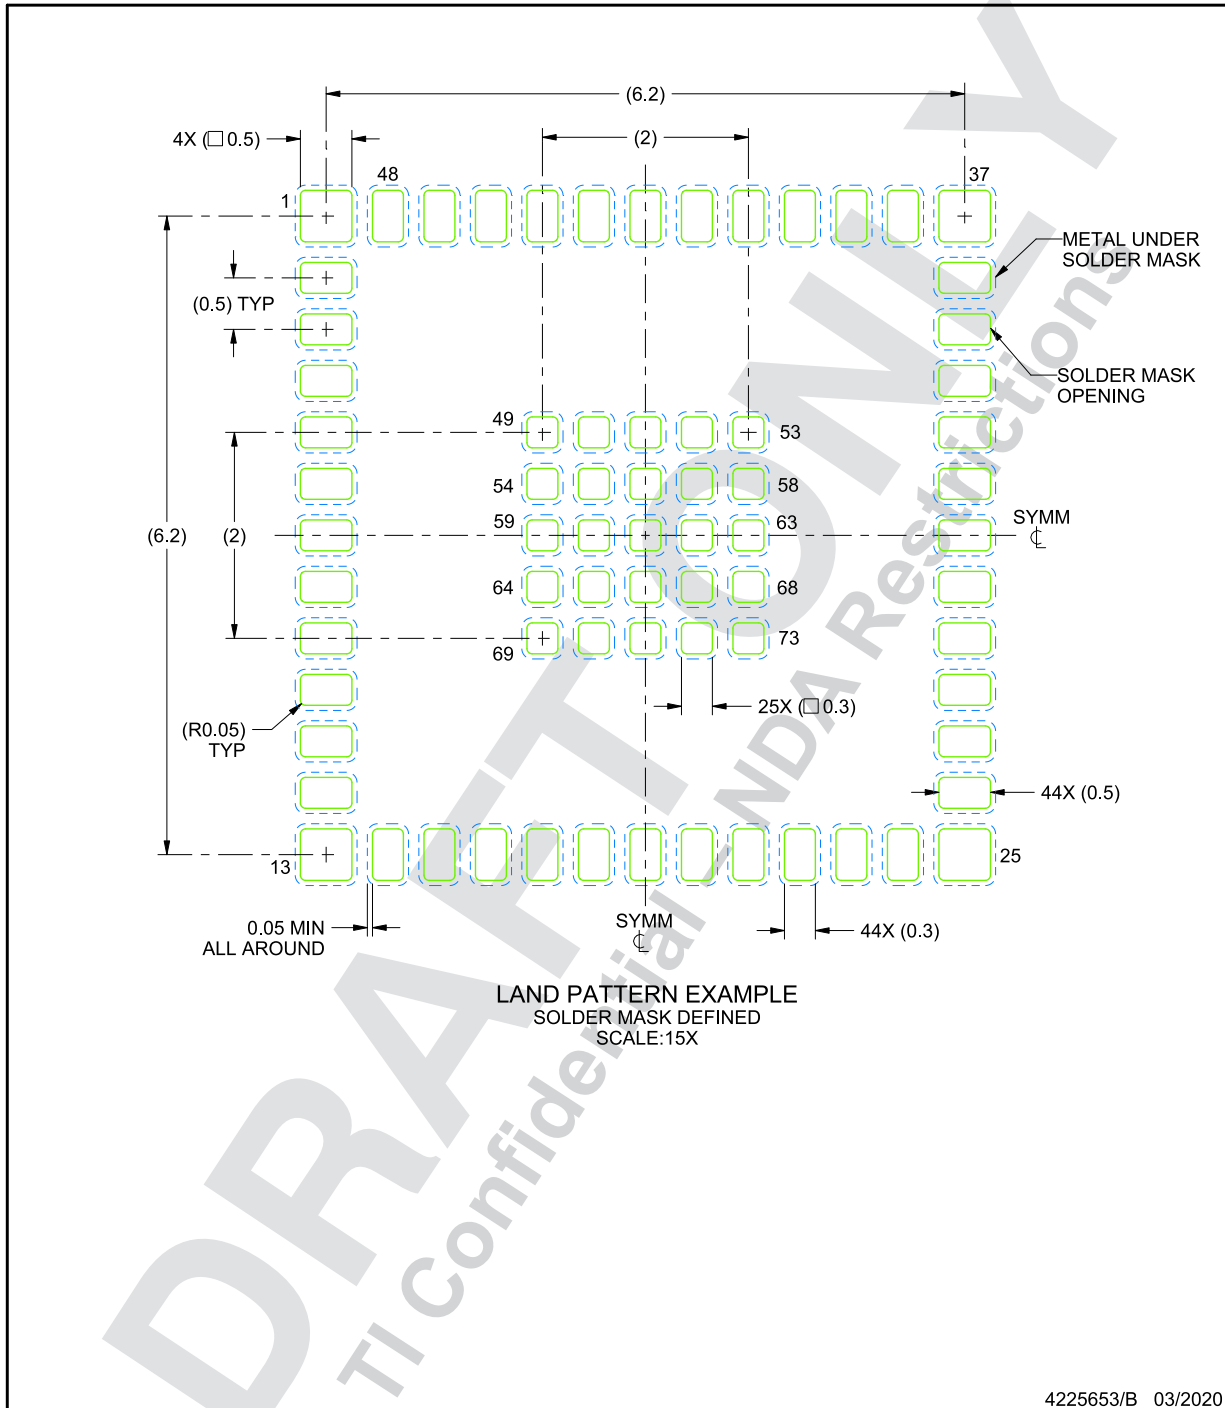 (6.2)
4X (□ 0.5)
(2)
48
37
1
METAL UNDER
SOLDER MASK
(0.5) TYP
SOLDER MASK
OPENING
49
53
54
58
59
63
SYMM
℄
(6.2)
(2)
64
68
69
73
25X (□ 0.3)
(R0.05)
TYP
44X (0.5)
13
25
0.05 MIN
ALL AROUND
SYMM
℄
44X (0.3)
LAND PATTERN EXAMPLE
SOLDER MASK DEFINED
SCALE:15X
DRAFT ONLY
TI Confidential – NDA Restrictions
4225653/B 03/2020